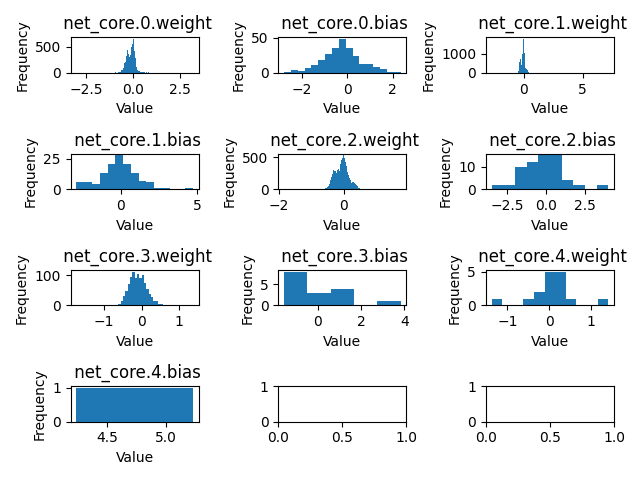 net_core.0.weight
net_core.0.bias
net_core.1.weight
Frequency
500
0
−2.5
0.0
2.5
Value
Frequency
50
0
−2
0
2
Value
Frequency
1000
0
0
5
Value
net_core.1.bias
net_core.2.weight
net_core.2.bias
Frequency
25
0
0
5
Value
Frequency
500
0
−2
0
Value
Frequency
10
0
−2.5
0.0
2.5
Value
net_core.3.weight
net_core.3.bias
net_core.4.weight
Frequency
100
0
−1
0
1
Value
Frequency
5
0
0
2
4
Value
Frequency
5
0
−1
0
1
Value
net_core.4.bias
Frequency
1
0
4.5
5.0
Value
1
0
0.0
0.5
1.0
1
0
0.0
0.5
1.0